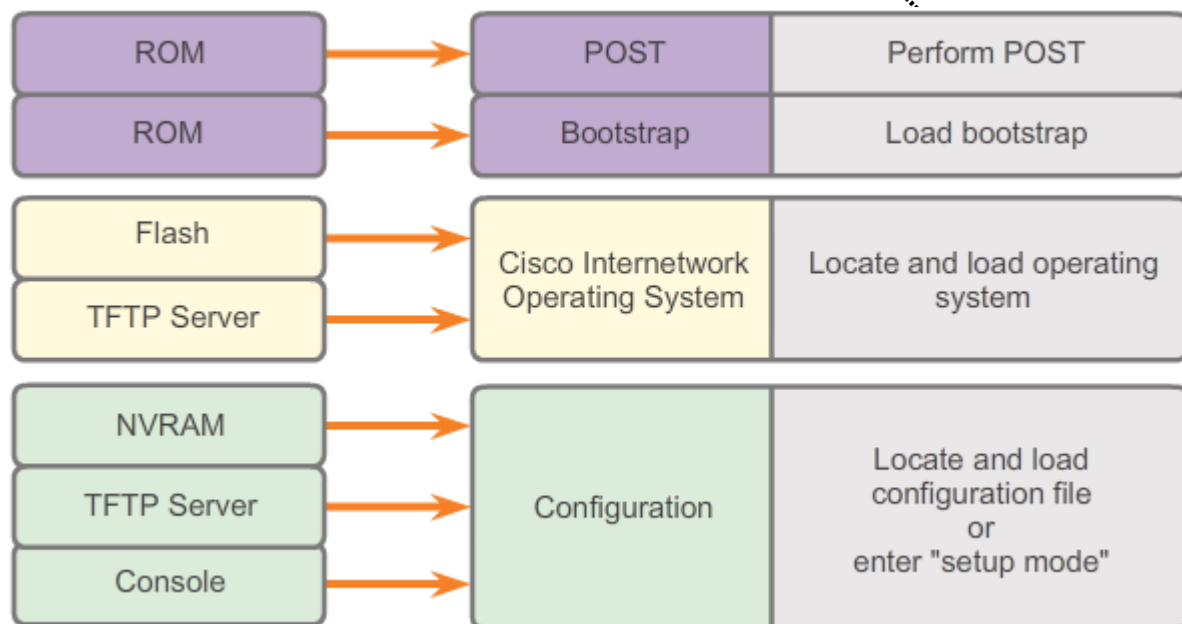 ROM
POST
Perform POST
ROM
Bootstrap
Load bootstrap
Flash
TFTP Server
Cisco Internetwork
Operating System
Locate and load operating
system
NVRAM
TFTP Server
Console
Configuration
Locate and load
configuration file
or
enter "setup mode"